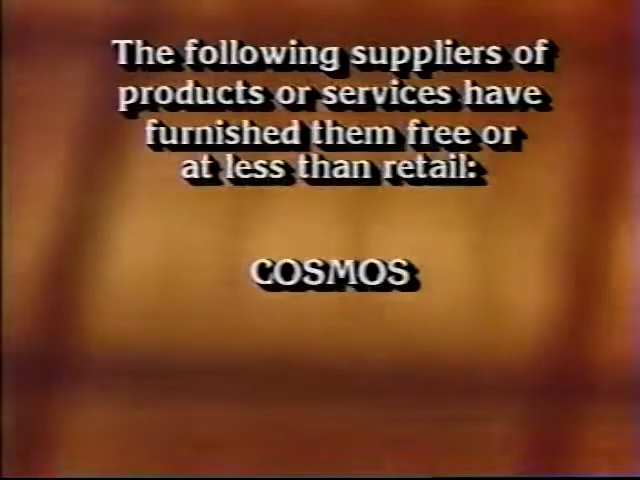 The following suppliers of
products or services have
furnished them free or
at less than retail:
COSMOS